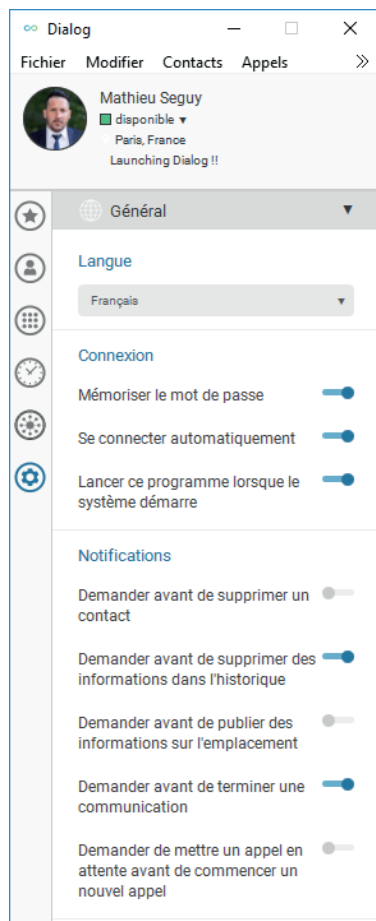 Dialog
Fichier Modifier Contacts Appels
Mathieu Seguy
disponible
Paris, France
Launching Dialog !!
Général
Langue
Français
Connexion
Mémoriser le mot de passe
Se connecter automatiquement
Lancer ce programme lorsque le
système démarre
Notifications
Demander avant de supprimer un
contact
Demander avant de supprimer des
informations dans l'historique
Demander avant de publier des
informations sur l'emplacement
Demander avant de terminer une
communication
Demander de mettre un appel en
attente avant de commencer un
nouvel appel